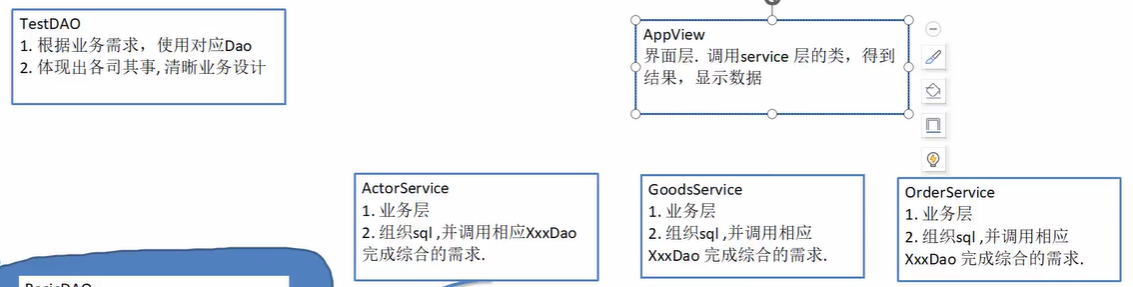 TestDAO
1. 根据业务需求，使用对应Dao
2. 体现出各司其事, 清晰业务设计
AppView
界面层. 调用service 层的类，得到
结果，显示数据
ActorService
1. 业务层
2. 组织sql ,并调用相应XxxDao
完成综合的需求.
GoodsService
1. 业务层
2. 组织sql ,并调用相应
XxxDao 完成综合的需求.
OrderService
1. 业务层
2. 组织sql ,并调用相应
XxxDao 完成综合的需求.